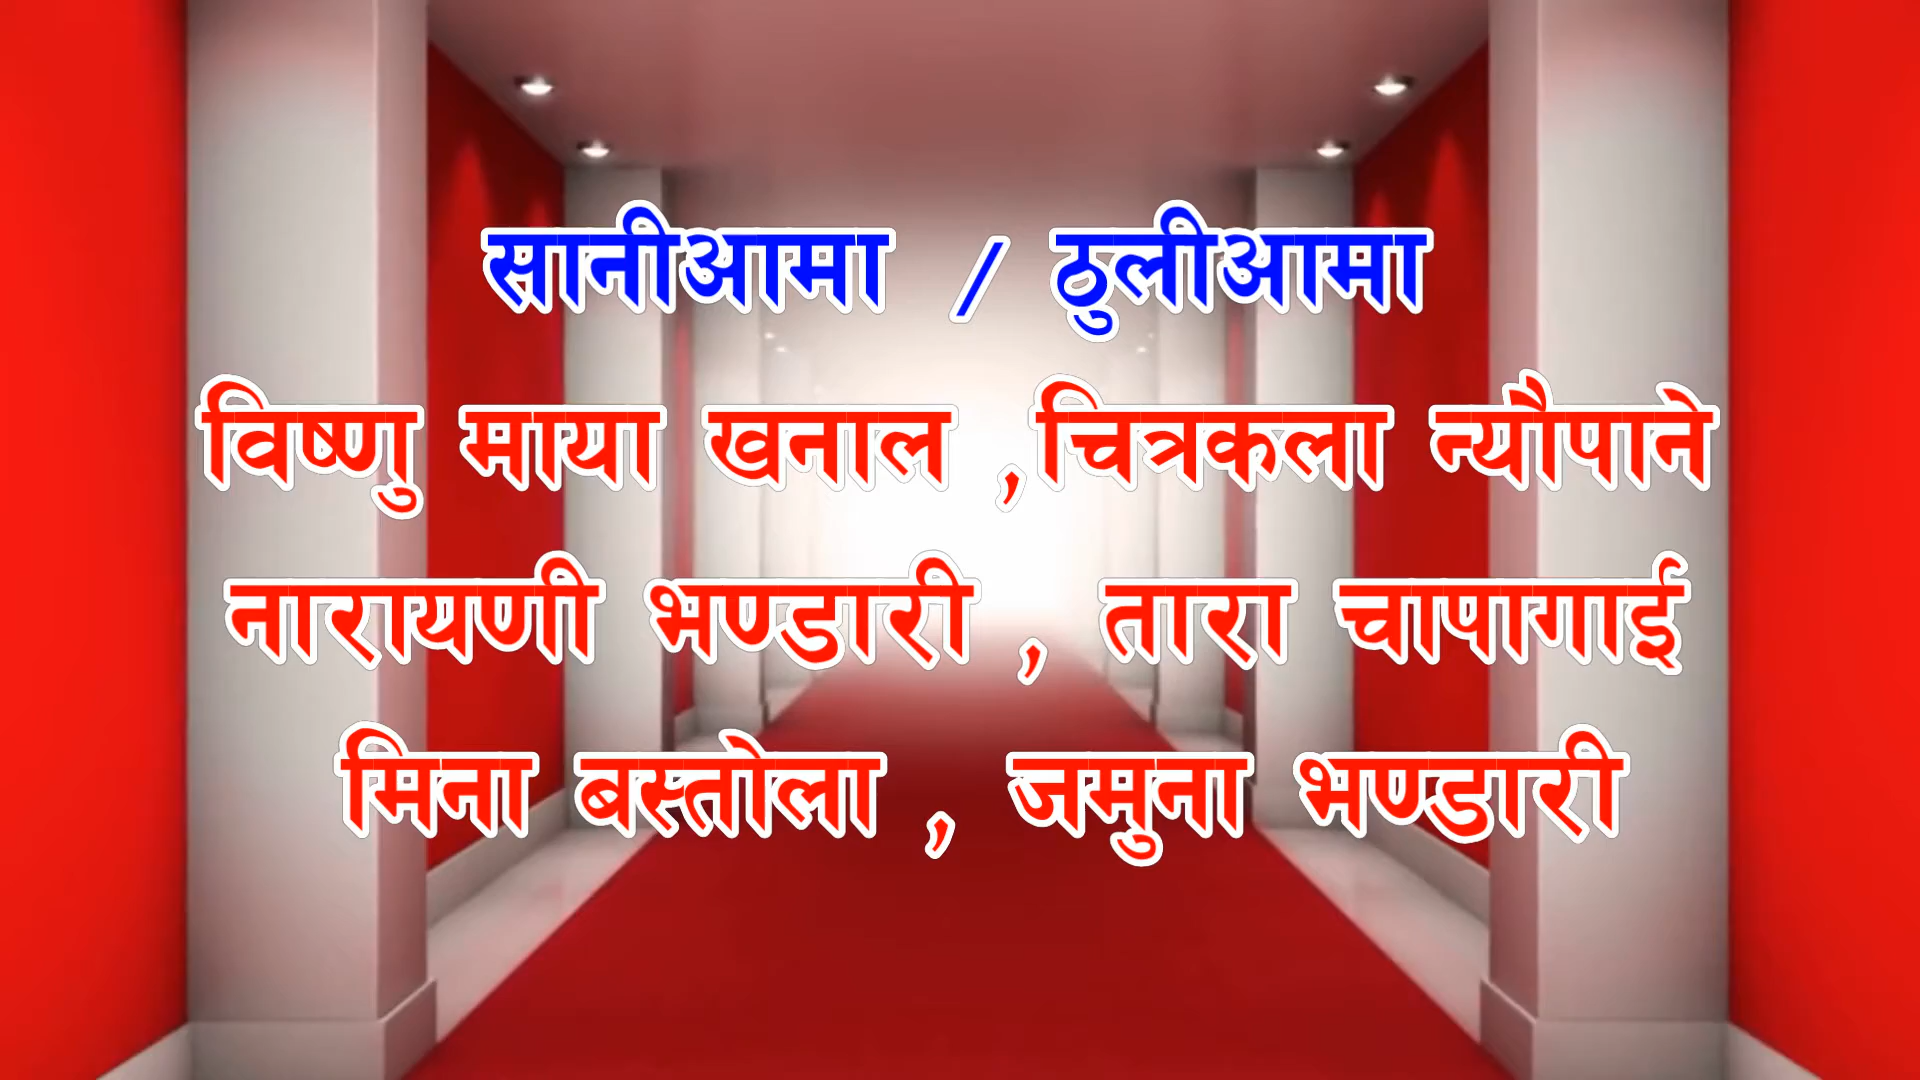 सानीआमा / ठुलीआमा
विष्णु माया खनाल ,चित्रकला न्यौपाने
नारायणी भण्डारी , तारा चापागाई
मिना बस्तोला , जमुना भण्डारी